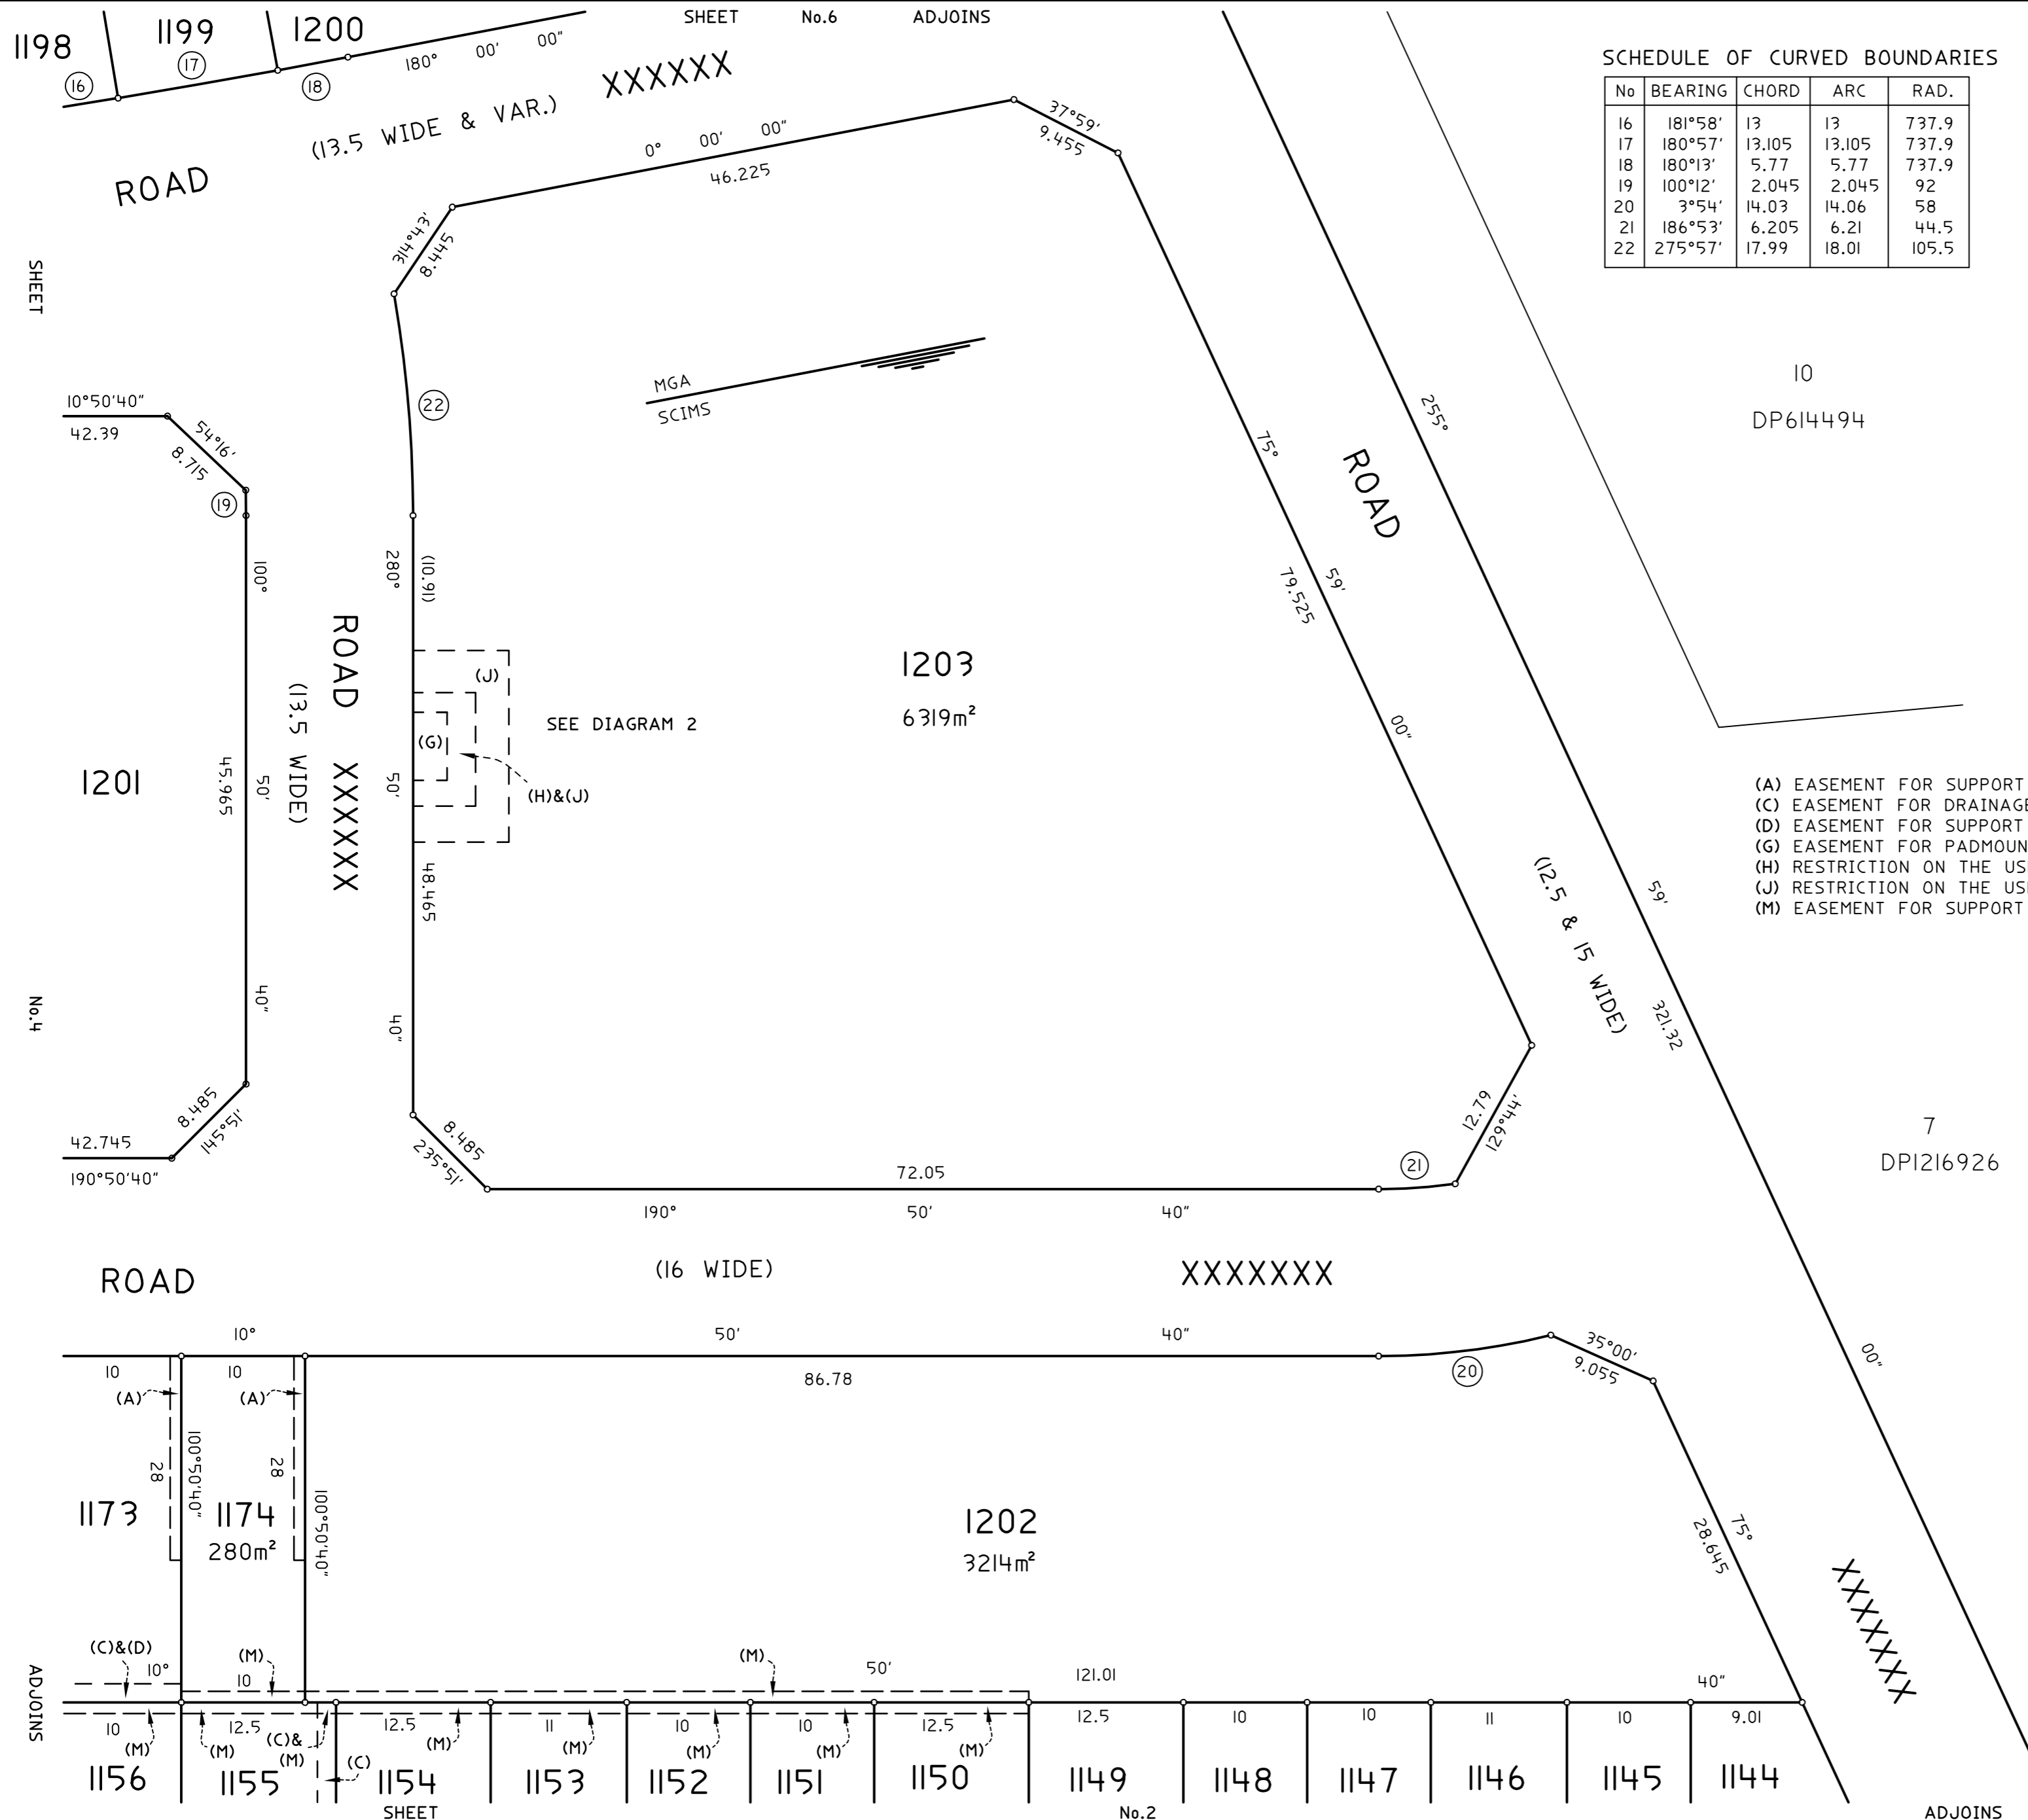 SHEET No.6 ADJOINS
1198
1199
1200
16
17
18
180° 00' 00"
XXXXXX
(13.5 WIDE & VAR.)
ROAD
SCHEDULE OF CURVED BOUNDARIES
No BEARING CHORD ARC RAD.
16 181°58' 13 13 737.9
17 180°57' 13.105 13.105 737.9
18 180°13' 5.77 5.77 737.9
19 100°12' 2.045 2.045 92
20 3°54' 14.03 14.06 58
21 186°53' 6.205 6.21 44.5
22 275°57' 17.99 18.01 105.5
0° 00' 00"
46.225
37°59'
9.455
314°43'
8.445
SHEET No.4 ADJOINS
MGA
SCIMS
22
10°50'40"
42.39
54°16'
8.715
19
100° 50' 40"
45.965
1201
8.485
145°51'
42.745
190°50'40"
ROAD XXXXXX
(13.5 WIDE)
280° 50' 40"
(10.91)
48.465
(J)
(G)
(H)&(J)
SEE DIAGRAM 2
1203
6319m²
75° 59' 00"
79.525
ROAD
255° 59' 00"
321.32
(12.5 & 15 WIDE)
10
DP614494
(A) EASEMENT FOR SUPPORT
(C) EASEMENT FOR DRAINAGE
(D) EASEMENT FOR SUPPORT
(G) EASEMENT FOR PADMOUN
(H) RESTRICTION ON THE US
(J) RESTRICTION ON THE US
(M) EASEMENT FOR SUPPORT
7
DP1216926
8.485
235°51'
72.05
190° 50' 40"
21
12.79
129°44'
ROAD
(16 WIDE)
XXXXXXX
10° 50' 40"
10
10
86.78
20
35°00'
9.055
(A)
(A)
28
100°50'40"
28
100°50'40"
1173
1174
280m²
1202
3214m²
75°
28.645
XXXXXX
(C)&(D)
10°
(M)
10
(M)
50'
121.01
40"
10
12.5
12.5
11
10
10
12.5
12.5
10
10
11
10
9.01
(M)
(M)
(C)&
(M)
(C)
(M)
(M)
(M)
(M)
(M)
1156
1155
1154
1153
1152
1151
1150
1149
1148
1147
1146
1145
1144
SHEET No.2 ADJOINS